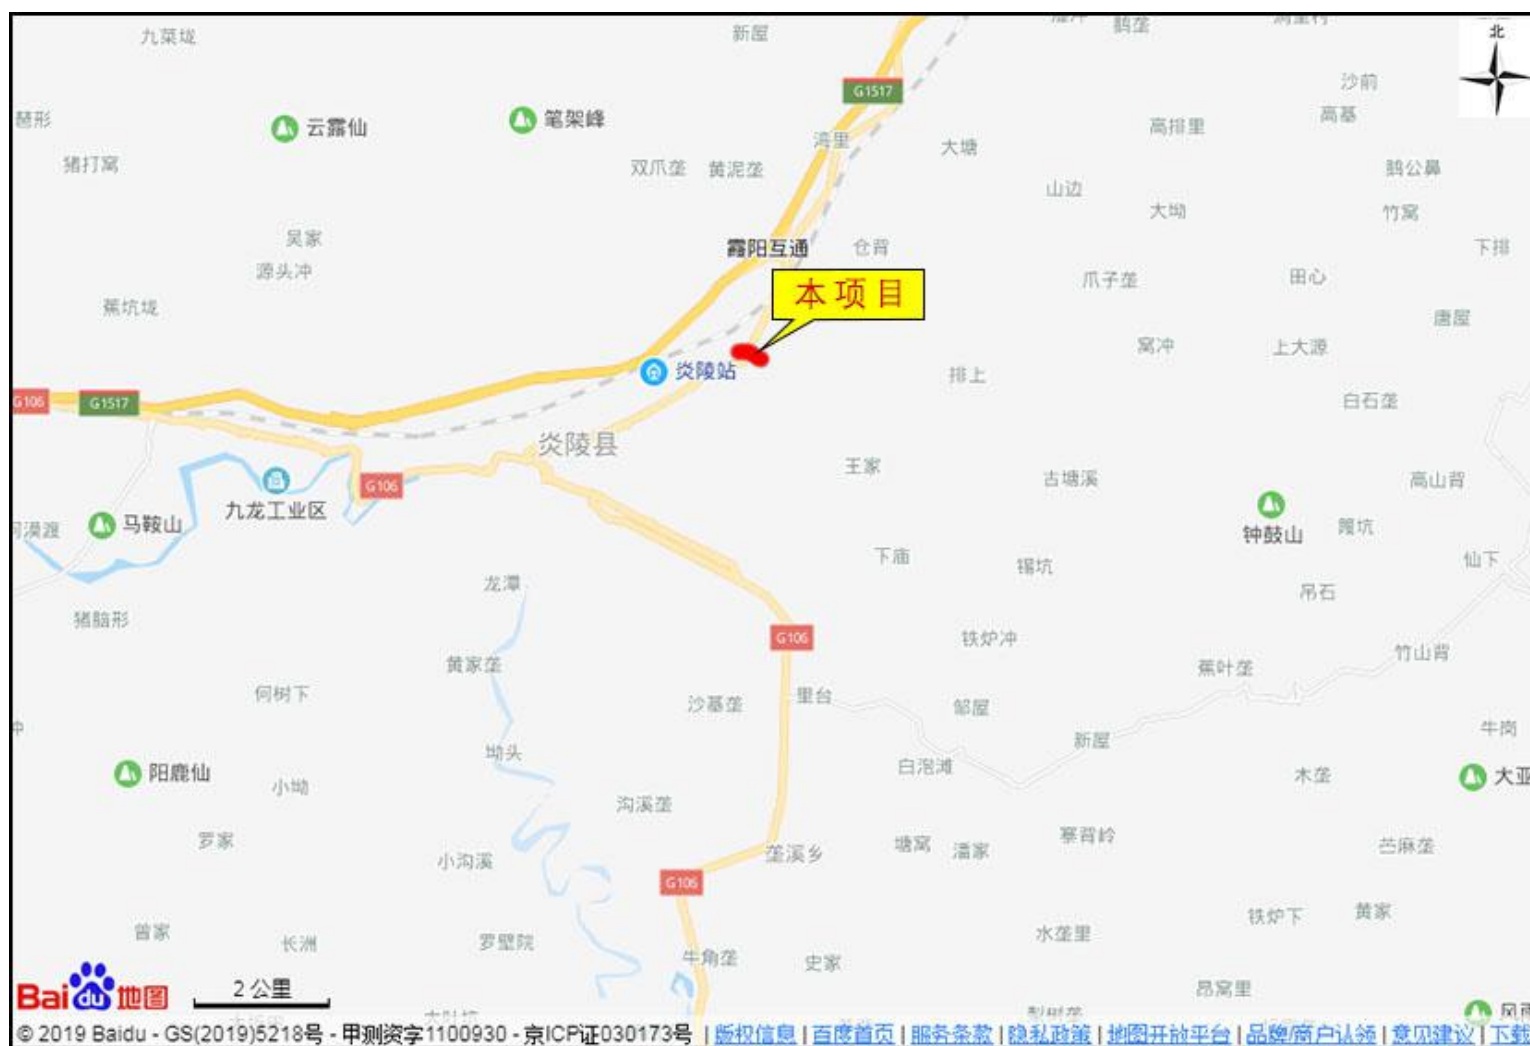 九菜垅
新屋
鹅垄
北
G1517
沙前
云露仙
笔架峰
高基
高排里
湾里
大塘
猪打窝
双爪垄
黄泥垄
鹅公鼻
山边
大坳
竹窝
吴家
露阳互通
仓背
下排
源头冲
爪子垄
田心
本项目
蕉坑垅
唐屋
窝冲
上大源
炎陵站
排上
G106
G1517
白石垄
炎陵县
王家
古塘溪
高山背
九龙工业区
G106
马鞍山
钟鼓山
下庙
锡坑
仙下
龙潭
吊石
猪脑形
G106
铁炉冲
黄家垄
蕉叶垄
竹山背
何树下
沙基垄
里台
邹屋
牛岗
新屋
坳头
阳鹿仙
白泡滩
木垄
大亚
小坳
沟溪垄
罗家
塘窝
潘家
寨背岭
小沟溪
垄溪乡
苎麻垄
G106
铁炉下
黄家
曾家
长洲
罗壁院
水垄里
牛角垄
史家
昂窝里
Baidu地图
2 公里
© 2019 Baidu - GS(2019)5218号 - 甲测资字1100930 - 京ICP证030173号 | 版权信息 | 百度首页 | 服务条款 | 隐私政策 | 地图开放平台 | 品牌/商户认领 | 意见建议 | 下载